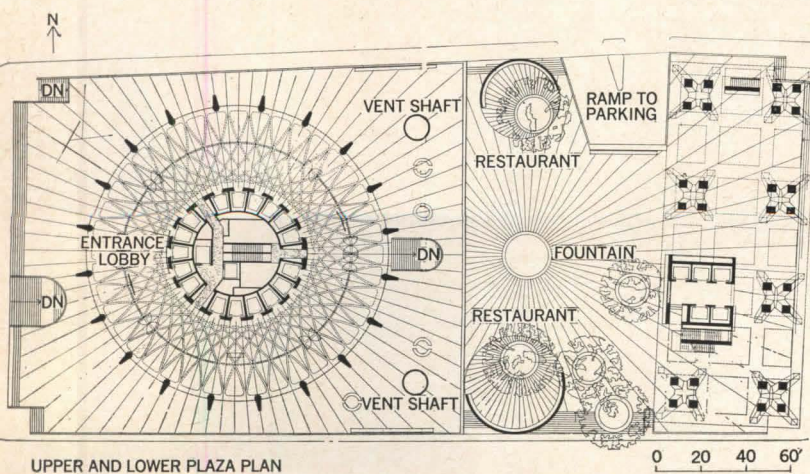 N
DN
VENT SHAFT
RAMP TO
PARKING
RESTAURANT
ENTRANCE
LOBBY
DN
FOUNTAIN
DN
RESTAURANT
VENT SHAFT
UPPER AND LOWER PLAZA PLAN
0 20 40 60'